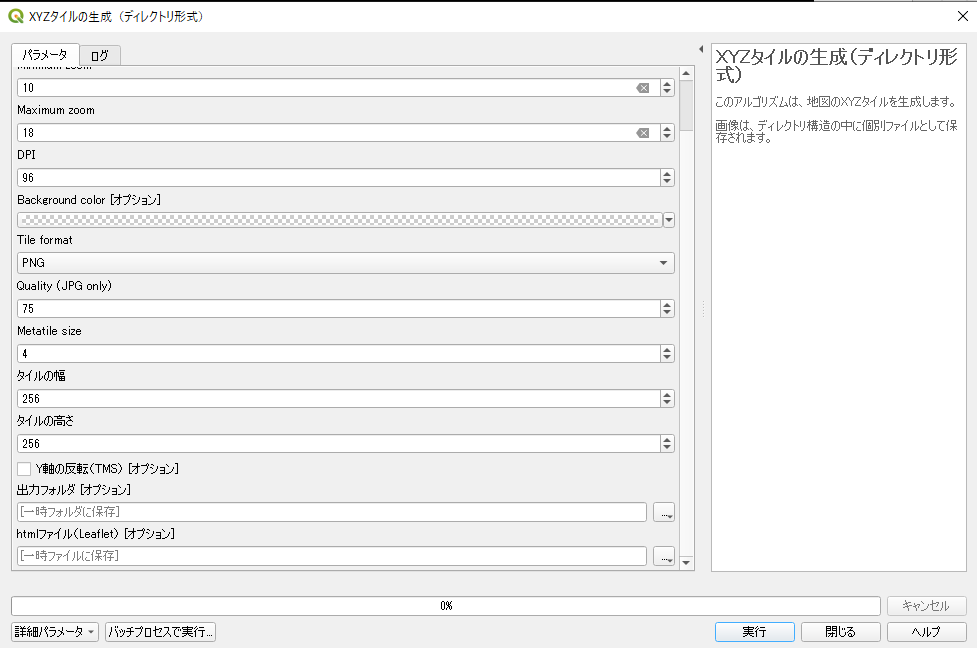 XYZタイルの生成（ディレクトリ形式）
パラメータ
ログ
Minimum zoom
10
Maximum zoom
18
DPI
96
Background color [オプション]
Tile format
PNG
Quality (JPG only)
75
Metatile size
4
タイルの幅
256
タイルの高さ
256
Y軸の反転(TMS) [オプション]
出力フォルダ [オプション]
[一時フォルダに保存]
...
htmlファイル(Leaflet) [オプション]
[一時ファイルに保存]
...
XYZタイルの生成(ディレクトリ形
式)
このアルゴリズムは、地図のXYZタイルを生成します。
画像は、ディレクトリ構造の中に個別ファイルとして保
存されます。
0%
キャンセル
詳細パラメータ
バッチプロセスで実行...
実行
閉じる
ヘルプ